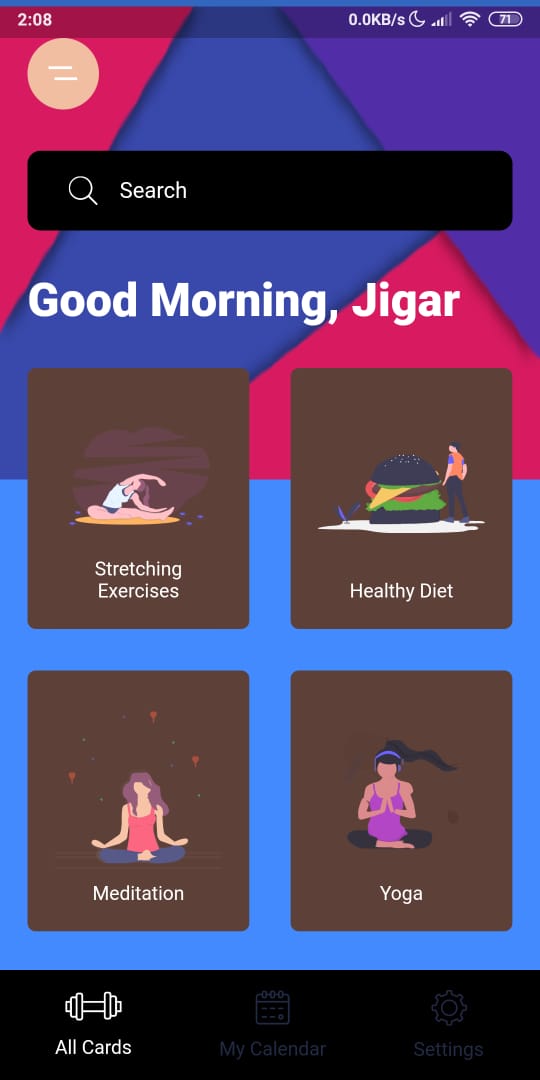 2:08 0.0KB/s 71
Search
Good Morning, Jigar
Stretching
Exercises
Healthy Diet
Meditation
Yoga
All Cards
My Calendar
Settings